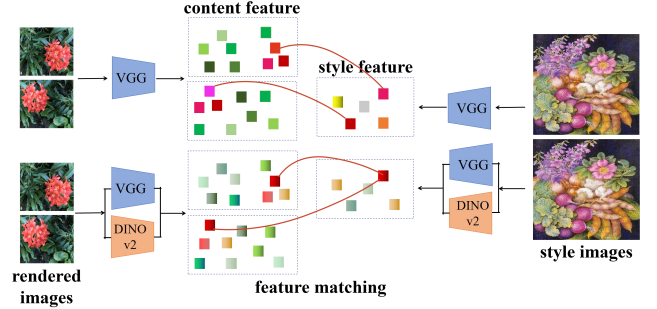 content feature
VGG
style feature
VGG
VGG
VGG
DINO
v2
DINO
v2
rendered
images
feature matching
style images